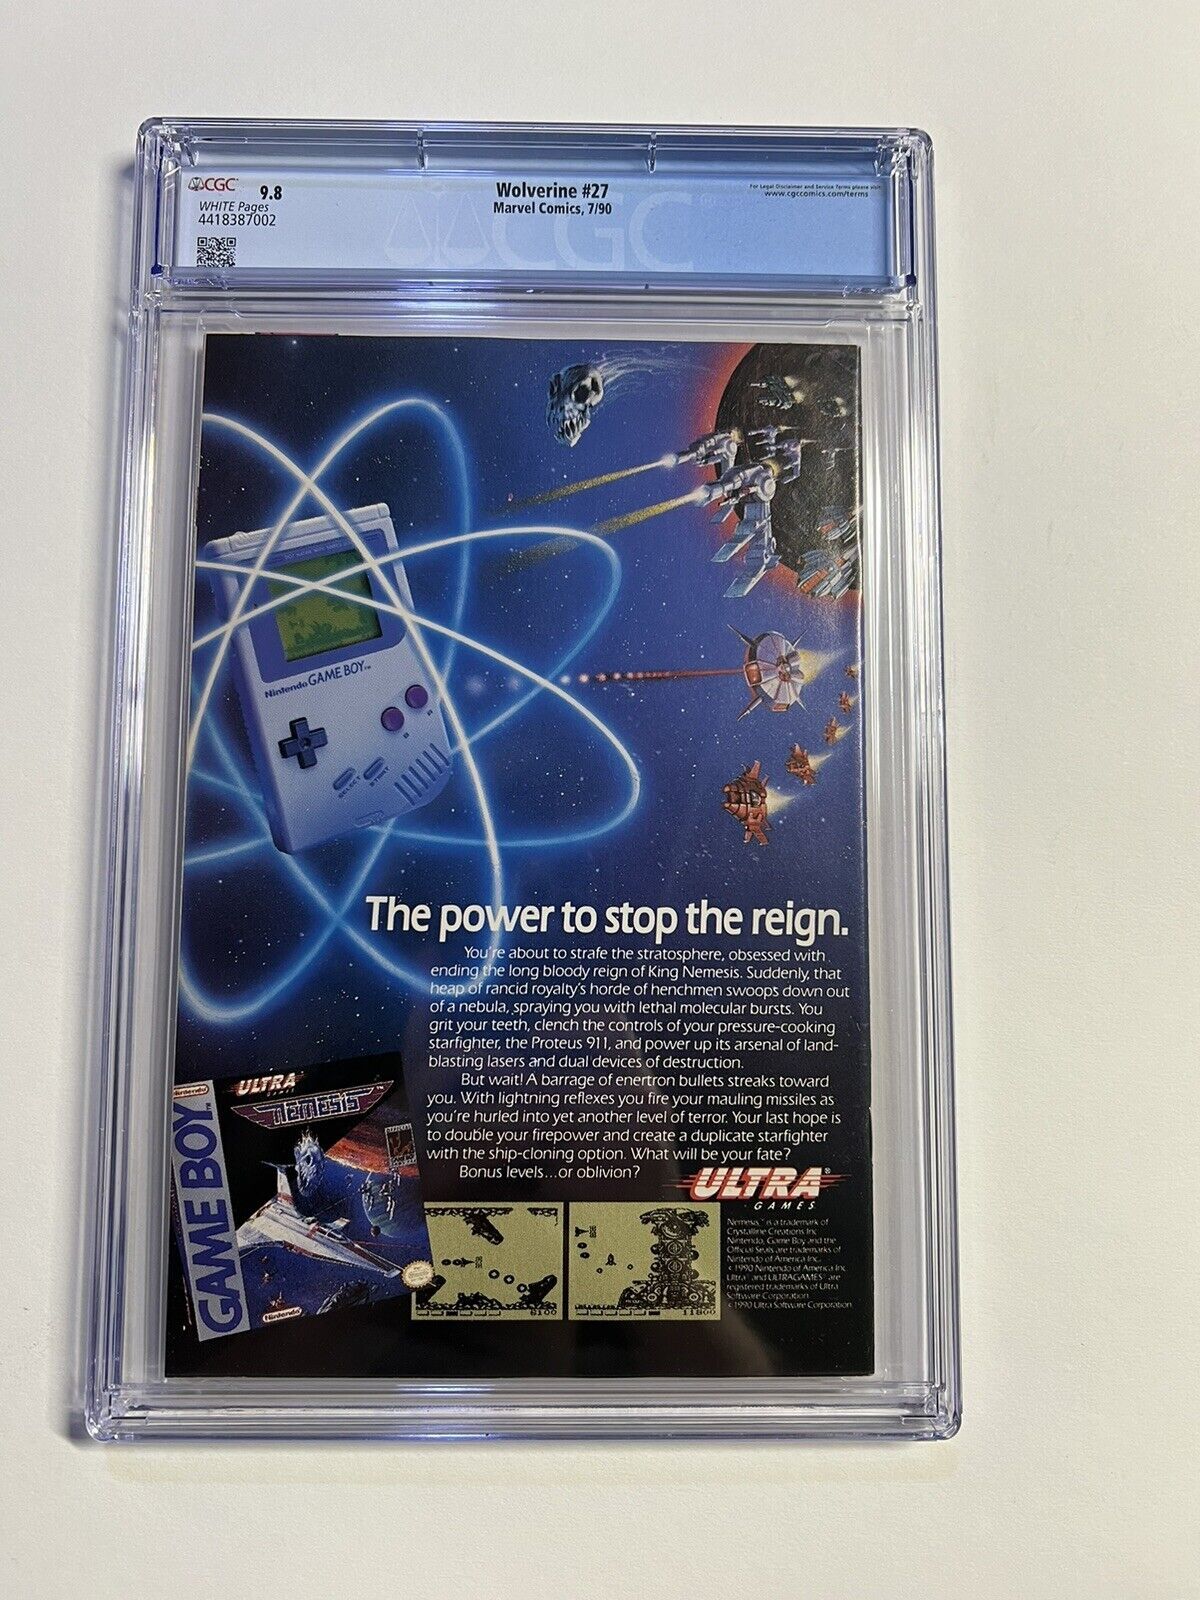 CGC 9.8
WHITE Pages
4418387002
Wolverine #27
Marvel Comics, 7/90
For Legal Disclaimer and Service Terms please visit
www.cgccomics.com/terms
CGC
Nintendo GAME BOY™
B
SELECT
START
The power to stop the reign.
You're about to strafe the stratosphere, obsessed with
ending the long bloody reign of King Nemesis. Suddenly, that
heap of rancid royalty's horde of henchmen swoops down out
of a nebula, spraying you with lethal molecular bursts. You
grit your teeth, clench the controls of your pressure-cooking
starfighter, the Proteus 911, and power up its arsenal of land-
blasting lasers and dual devices of destruction.
But wait! A barrage of enertron bullets streaks toward
you. With lightning reflexes you fire your mauling missiles as
you're hurled into yet another level of terror. Your last hope is
to double your firepower and create a duplicate starfighter
with the ship-cloning option. What will be your fate?
Bonus levels...or oblivion?
ULTRA®
GAMES
Nintendo
GAME BOY™
ULTRA
GAMES
NEMESIS™
Nintendo
8100
11800
Nemesis™ is a trademark of
Crystalline Creations Inc.
Nintendo, Game Boy and the
Official Seals are trademarks of
Nintendo of America Inc.
© 1990 Nintendo of America Inc.
Ultra® and ULTRAGAMES® are
registered trademarks of Ultra
Software Corporation.
© 1990 Ultra Software Corporation